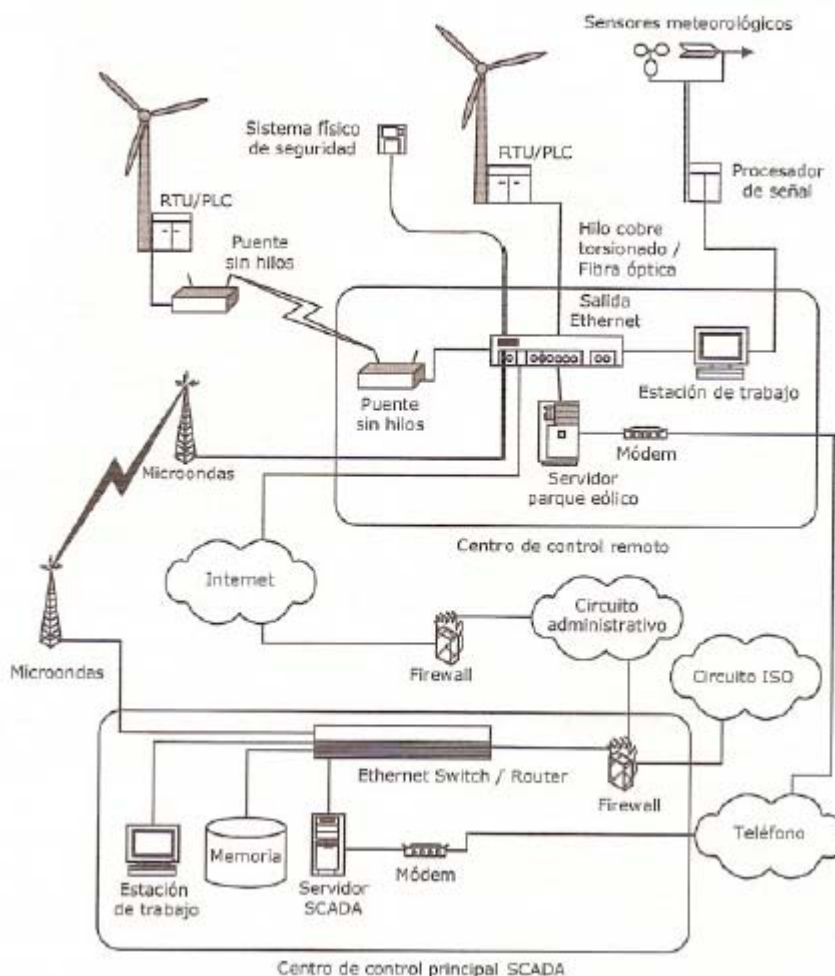 Sensores meteorológicos
Sistema físico
de seguridad
RTU/PLC
Procesador
de señal
RTU/PLC
Puente
sin hilos
Hilo cobre
torsionado /
Fibra óptica
Salida
Ethernet
Puente
sin hilos
Estación de trabajo
Módem
Microondas
Servidor
parque eólico
Centro de control remoto
Internet
Circuito
administrativo
Microondas
Firewall
Circuito ISO
Ethernet Switch / Router
Firewall
Teléfono
Memoria
Estación
de trabajo
Servidor
SCADA
Módem
Centro de control principal SCADA